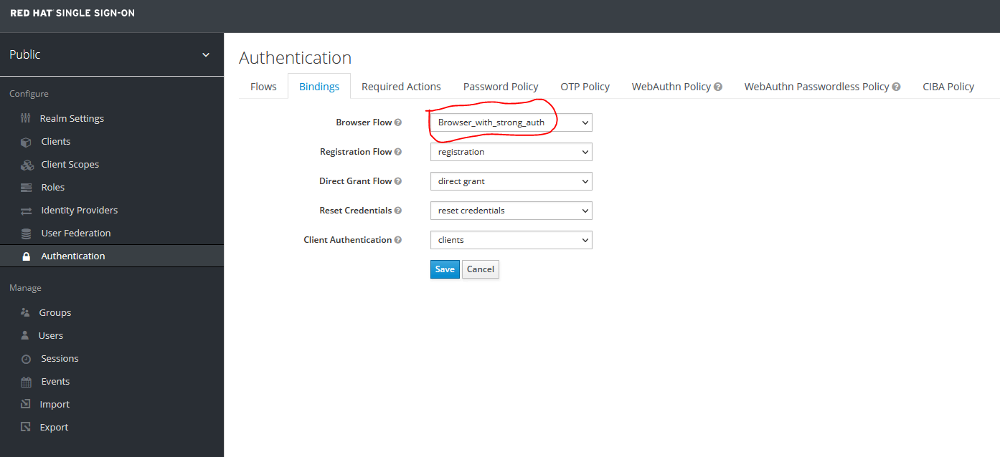 RED HAT SINGLE SIGN-ON
Public
Configure
Realm Settings
Clients
Client Scopes
Roles
Identity Providers
User Federation
Authentication
Manage
Groups
Users
Sessions
Events
Import
Export
Authentication
Flows Bindings Required Actions Password Policy OTP Policy WebAuthn Policy WebAuthn Passwordless Policy CIBA Policy
Browser Flow Browser_with_strong_auth
Registration Flow registration
Direct Grant Flow direct grant
Reset Credentials reset credentials
Client Authentication clients
Save Cancel